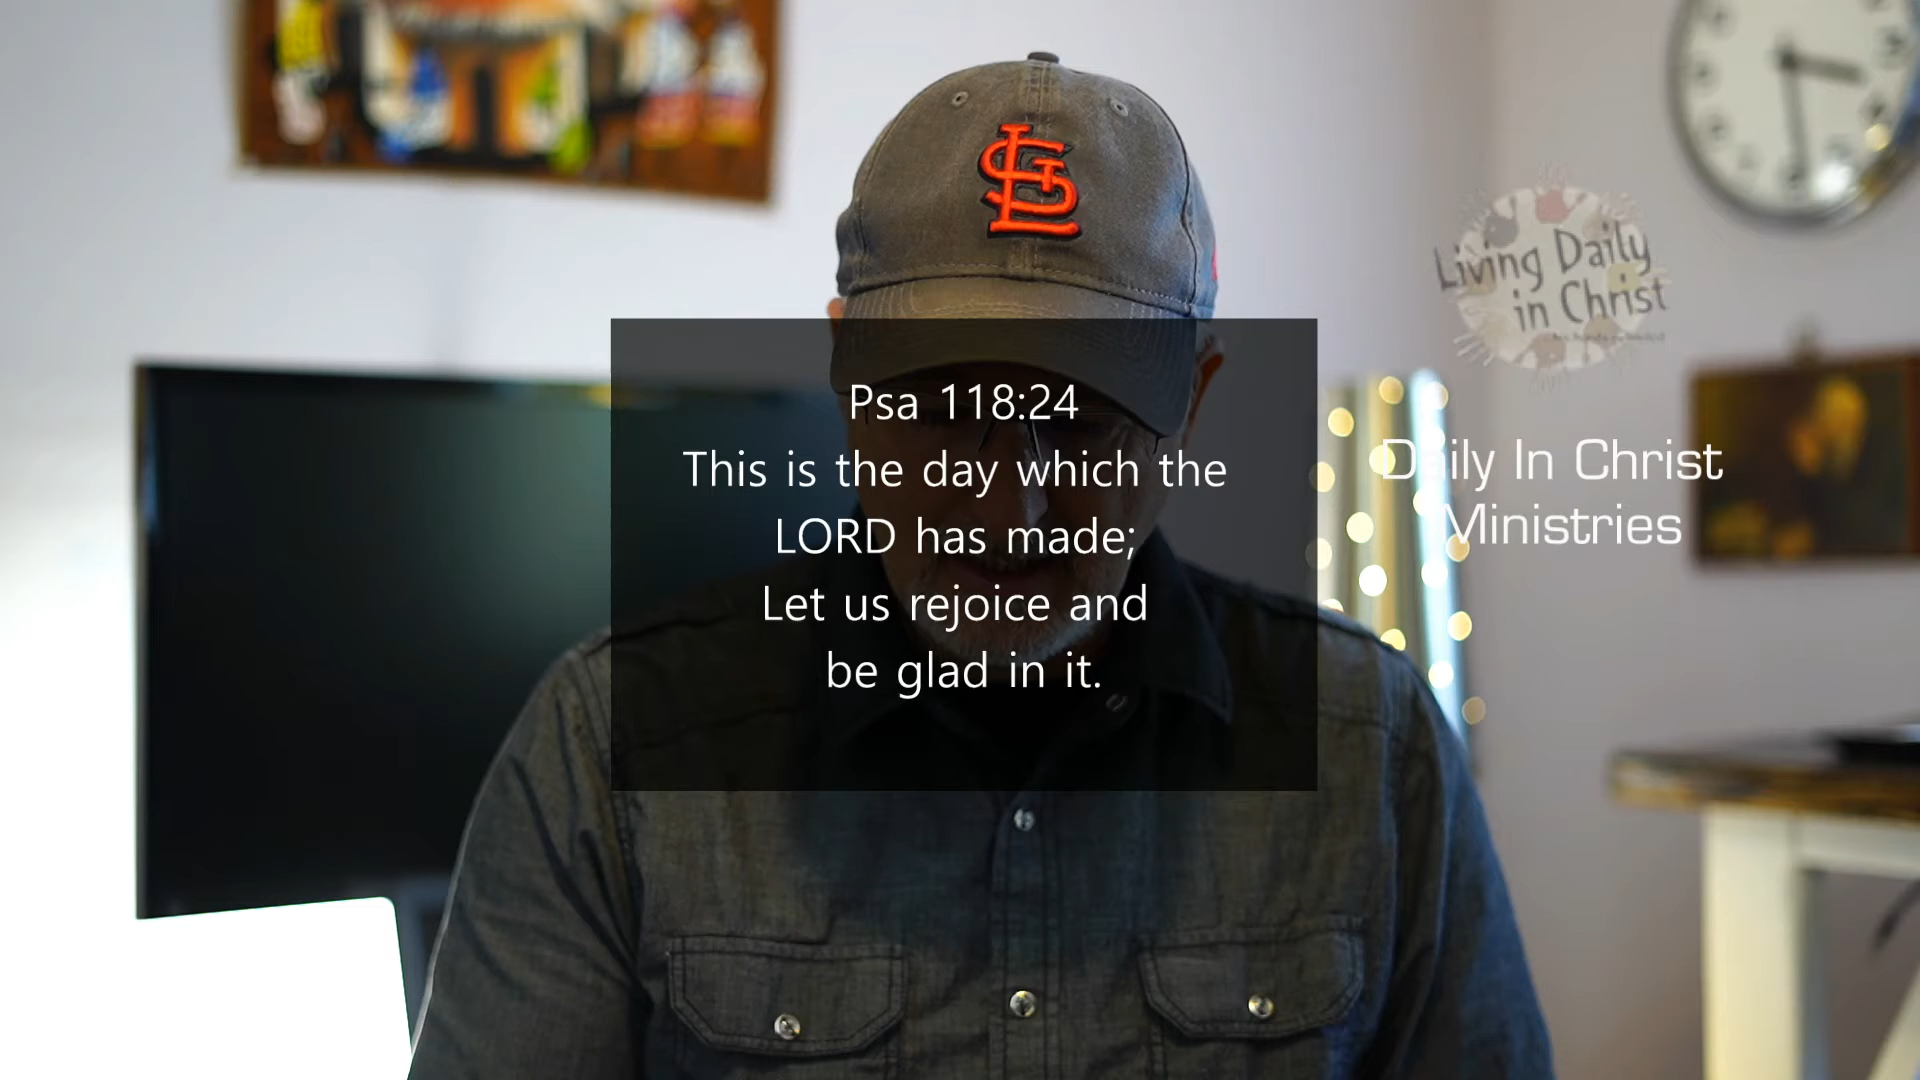 STL
Living Daily
in Christ
Psa 118:24
This is the day which the
LORD has made;
Let us rejoice and
be glad in it.
Daily In Christ
Ministries